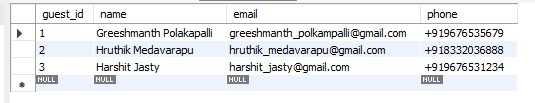 guest_id name email phone
1 Greeshmanth Polakapalli greeshmanth_polkampalli@gmail.com +919676535679
2 Hruthik Medavarapu hruthik_medavarapu@gmail.com +918332036888
3 Harshit Jasty harshit_jasty@gmail.com +919676531234
NULL NULL NULL NULL